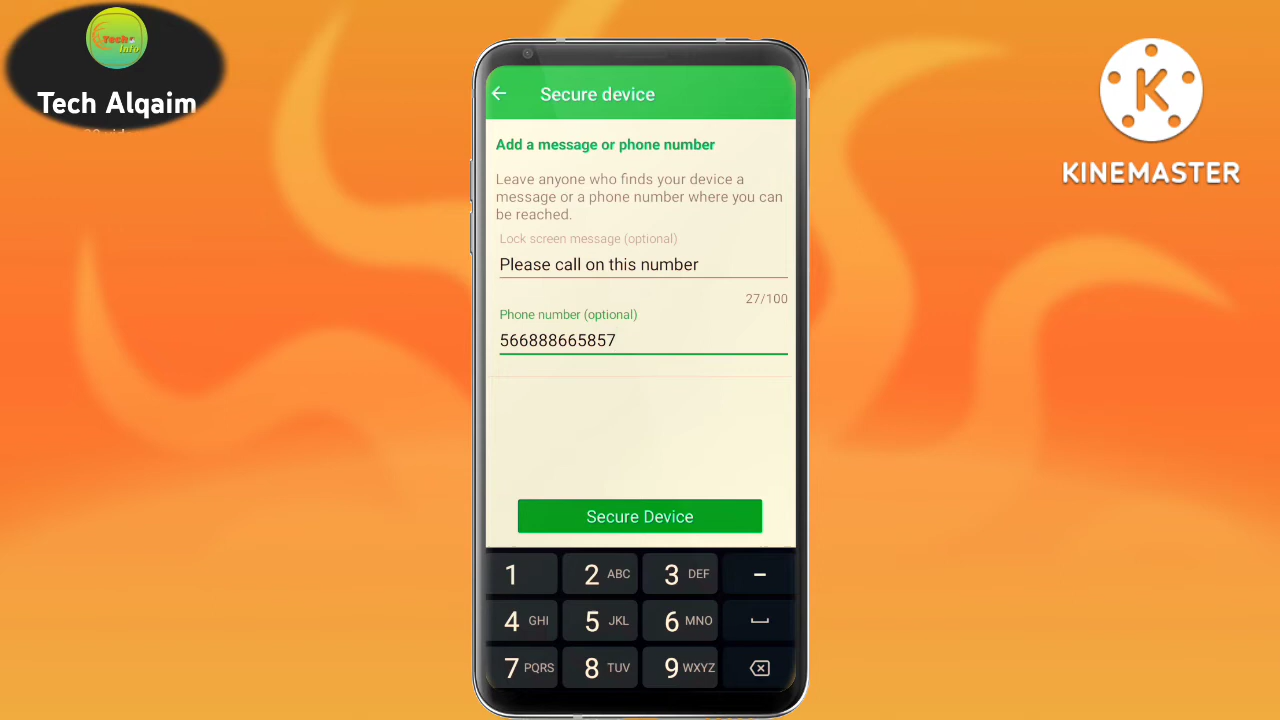 Tech
Info
Tech Alqaim
K
KINEMASTER
Secure device
Add a message or phone number
Leave anyone who finds your device a
message or a phone number where you can
be reached.
Lock screen message (optional)
Please call on this number
27/100
Phone number (optional)
566888665857
Secure Device
1 2 ABC 3 DEF –
4 GHI 5 JKL 6 MNO
7 PQRS 8 TUV 9 WXYZ